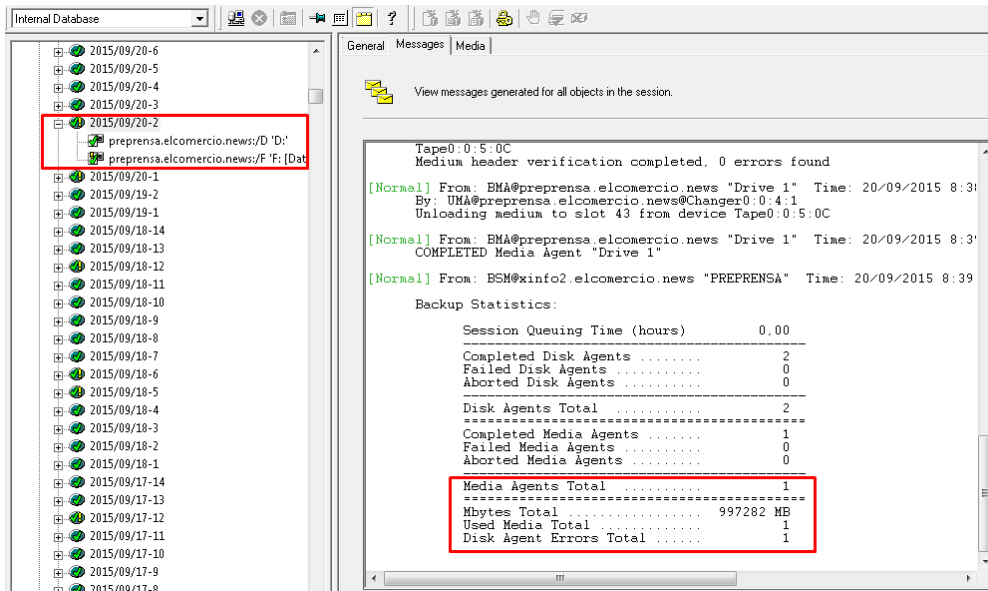 Internal Database
?
2015/09/20-6
2015/09/20-5
2015/09/20-4
2015/09/20-3
2015/09/20-2
preprensa.elcomercio.news:/D 'D:'
preprensa.elcomercio.news:/F 'F: [Dat
2015/09/20-1
2015/09/19-2
2015/09/19-1
2015/09/18-14
2015/09/18-13
2015/09/18-12
2015/09/18-11
2015/09/18-10
2015/09/18-9
2015/09/18-8
2015/09/18-7
2015/09/18-6
2015/09/18-5
2015/09/18-4
2015/09/18-3
2015/09/18-2
2015/09/18-1
2015/09/17-14
2015/09/17-13
2015/09/17-12
2015/09/17-11
2015/09/17-10
2015/09/17-9
2015/09/17-8
General Messages Media
View messages generated for all objects in the session.
Tape0:0:5:0C
Medium header verification completed, 0 errors found
[Normal] From: BMA@preprensa.elcomercio.news "Drive 1" Time: 20/09/2015 8:3
By: UMA@preprensa.elcomercio.news@Changer0:0:4:1
Unloading medium to slot 43 from device Tape0:0:5:0C
[Normal] From: BMA@preprensa.elcomercio.news "Drive 1" Time: 20/09/2015 8:3
COMPLETED Media Agent "Drive 1"
[Normal] From: BSM@xinfo2.elcomercio.news "PREPRENSA" Time: 20/09/2015 8:39
Backup Statistics:
Session Queuing Time (hours) 0,00
-------------------------------------------
Completed Disk Agents ........ 2
Failed Disk Agents ........... 0
Aborted Disk Agents .......... 0
-------------------------------------------
Disk Agents Total ........... 2
===========================================
Completed Media Agents ....... 1
Failed Media Agents .......... 0
Aborted Media Agents ......... 0
-------------------------------------------
Media Agents Total .......... 1
===========================================
Mbytes Total ................. 997282 MB
Used Media Total ............. 1
Disk Agent Errors Total ...... 1